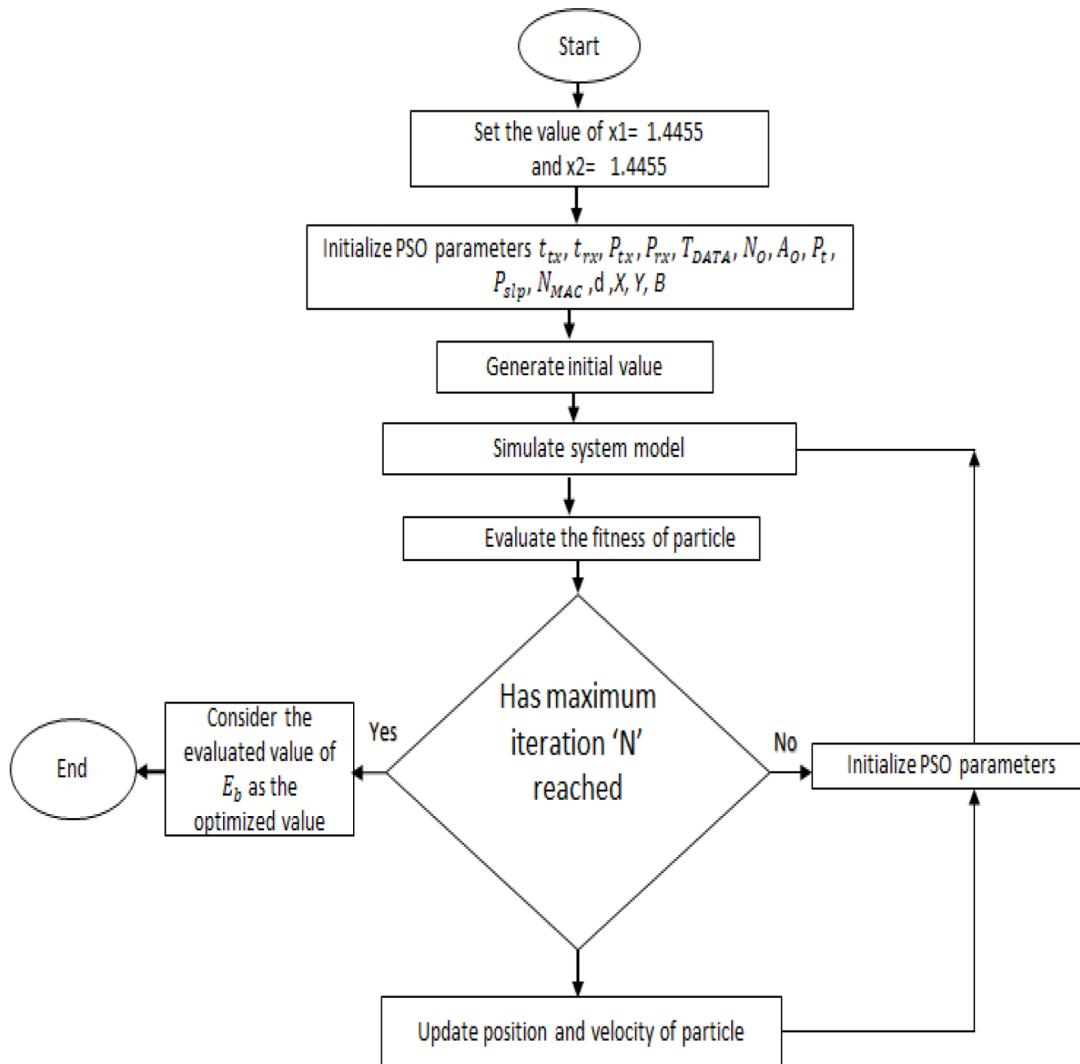 Start
Set the value of x1= 1.4455
and x2= 1.4455
Initialize PSO parameters t_tx, t_rx, P_tx, P_rx, T_DATA, N_O, A_O, P_t,
P_slp, N_MAC ,d ,X, Y, B
Generate initial value
Simulate system model
Evaluate the fitness of particle
Has maximum
iteration ‘N’
reached
Yes
No
Consider the
evaluated value of
E_b as the
optimized value
End
Initialize PSO parameters
Update position and velocity of particle